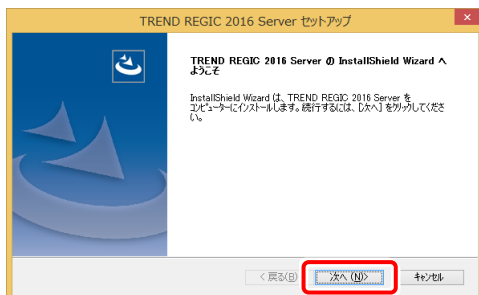 TREND REGIC 2016 Server セットアップ
TREND REGIC 2016 Server の InstallShield Wizard へ
ようこそ
InstallShield Wizard は、TREND REGIC 2016 Server を
コンピューターにインストールします。続行するには、[次へ] をクリックしてくださ
い。
< 戻る(B) 次へ (N)> キャンセル